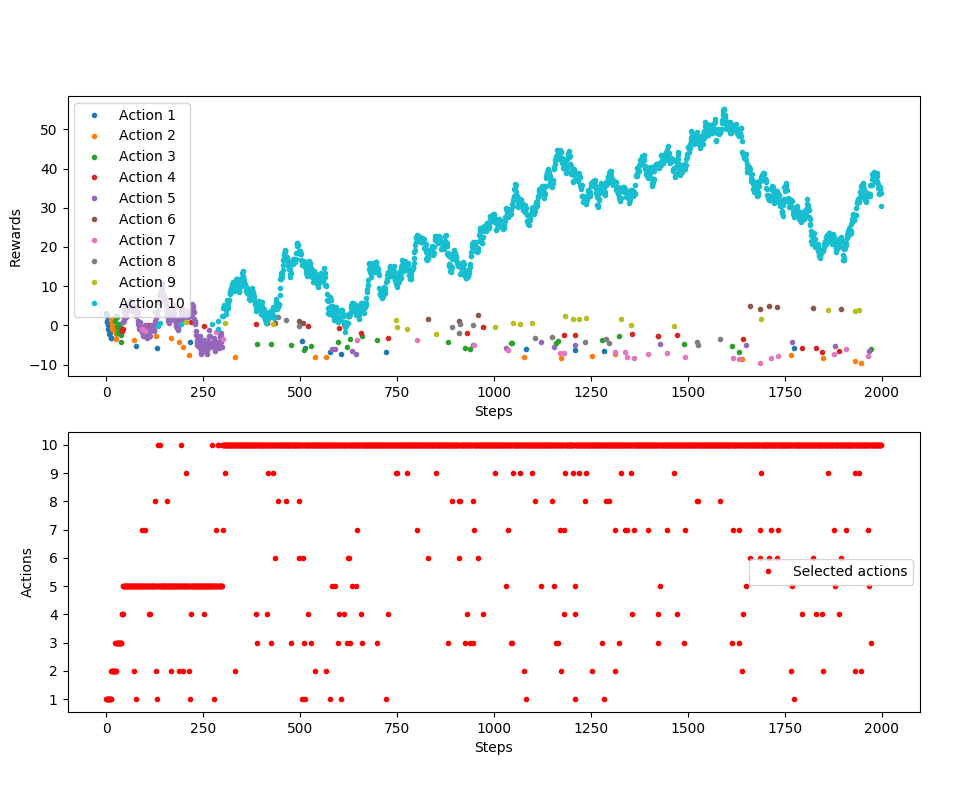 50
40
30
20
10
0
−10
Rewards
Action 1
Action 2
Action 3
Action 4
Action 5
Action 6
Action 7
Action 8
Action 9
Action 10
0 250 500 750 1000 1250 1500 1750 2000
Steps
10
9
8
7
6
5
4
3
2
1
Actions
Selected actions
0 250 500 750 1000 1250 1500 1750 2000
Steps